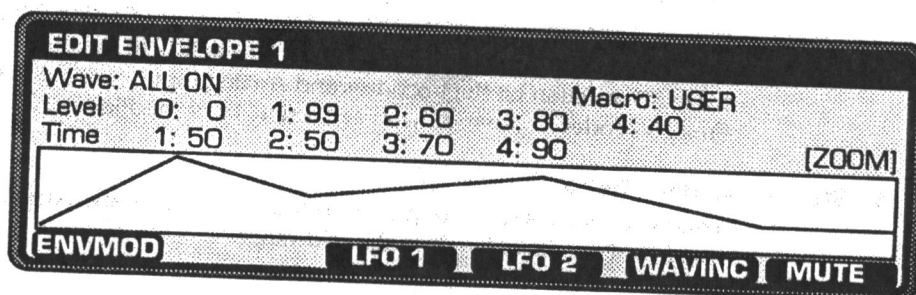 EDIT ENVELOPE 1
Wave: ALL ON Macro: USER
Level 0: 0 1: 99 2: 60 3: 80 4: 40
Time 1: 50 2: 50 3: 70 4: 90 [ZOOM]
ENVMOD LFO 1 LFO 2 WAVINC MUTE